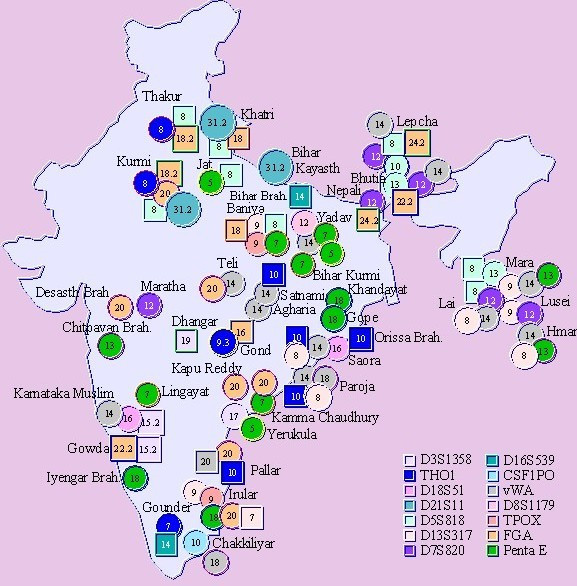 Thakur
8
8 18.2
31.2 Khatri
8 18
Kurmi
18.2
8
20
8 31.2
Jat
5 8
Bihar
Kayasth
31.2
Bihar Brah. 14
Baniya
18 9 8
9 7
12 Yadav
7
14
5
7
Bihar Kurmi
14 Lepcha
8 24.2
12
10
Bhutia 13 12 14
Nepali 12 22.2
24.2
Mara
8 13 14 13
8 9
Lai 12 9 12 Lusei
8 14
14 Hmar
8 13
Teli
20 14
10
14 Satnami
14 Agharia
18 Khandayat
18 Gope
Desasth Brah
20
Maratha
12
Chitpavan Brah.
13
Dhangar
19
16
9.3 Gond
10
8 14 16 10 Orissa Brah.
Saora
Kapu Reddy
20 20
7
14 18 Paroja
10 8
Kamma Chaudhury
17
5
Yerukula
Karnataka Muslim
14 16 15.2
7 Lingayat
Gowda 22.2 15.2
Iyengar Brah. 18
20
20
10 Pallar
9
9 Irular
18 20 7
Gounder
7
14 10 Chakkiliyar
18
D3S1358 D16S539
THO1 CSF1PO
D18S51 vWA
D21S11 D8S1179
D5S818 TPOX
D13S317 FGA
D7S820 Penta E